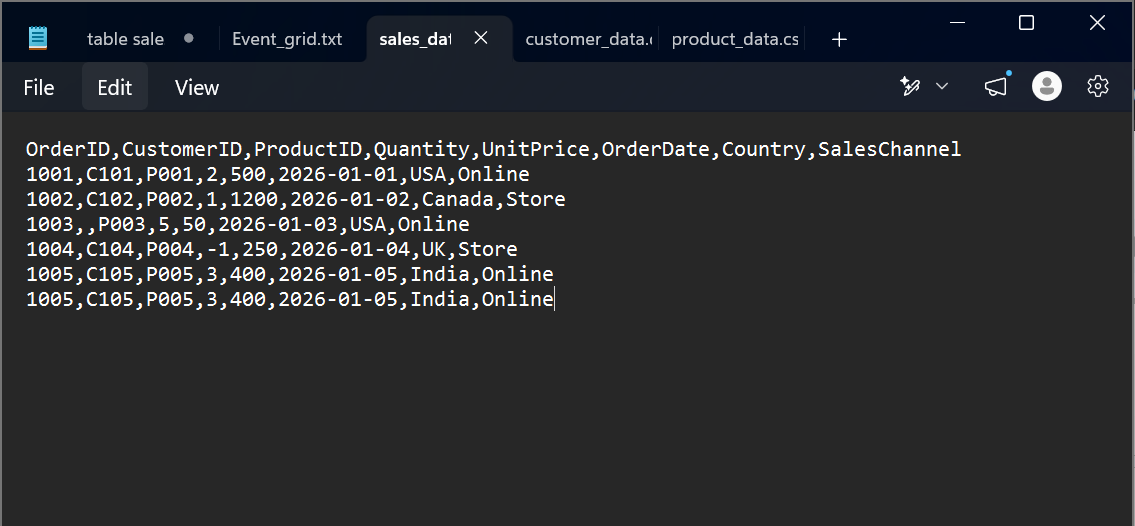 table sale
Event_grid.txt
sales_dat
customer_data.
product_data.cs
File
Edit
View
OrderID,CustomerID,ProductID,Quantity,UnitPrice,OrderDate,Country,SalesChannel
1001,C101,P001,2,500,2026-01-01,USA,Online
1002,C102,P002,1,1200,2026-01-02,Canada,Store
1003,,P003,5,50,2026-01-03,USA,Online
1004,C104,P004,-1,250,2026-01-04,UK,Store
1005,C105,P005,3,400,2026-01-05,India,Online
1005,C105,P005,3,400,2026-01-05,India,Online